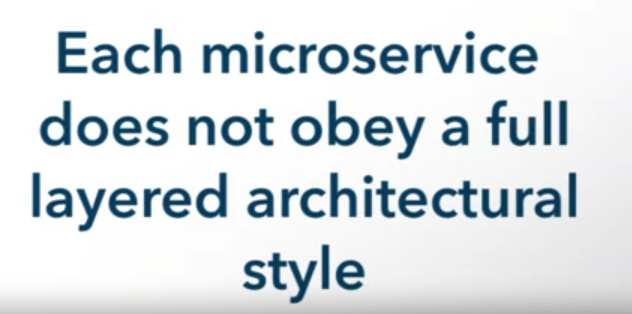 Each microservice
does not obey a full
layered architectural
style